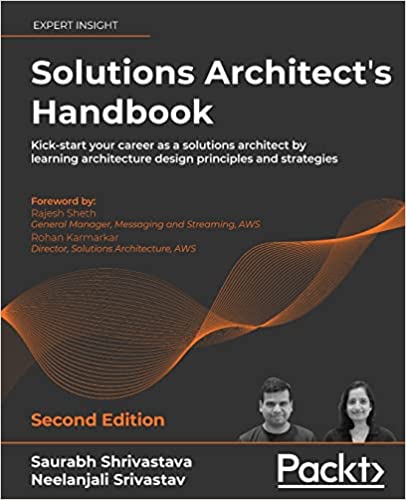 EXPERT INSIGHT
Solutions Architect's
Handbook
Kick-start your career as a solutions architect by
learning architecture design principles and strategies
Foreword by:
Rajesh Sheth
General Manager, Messaging and Streaming, AWS
Rohan Karmarkar
Director, Solutions Architecture, AWS
Second Edition
Saurabh Shrivastava
Neelanjali Srivastav
Packt>